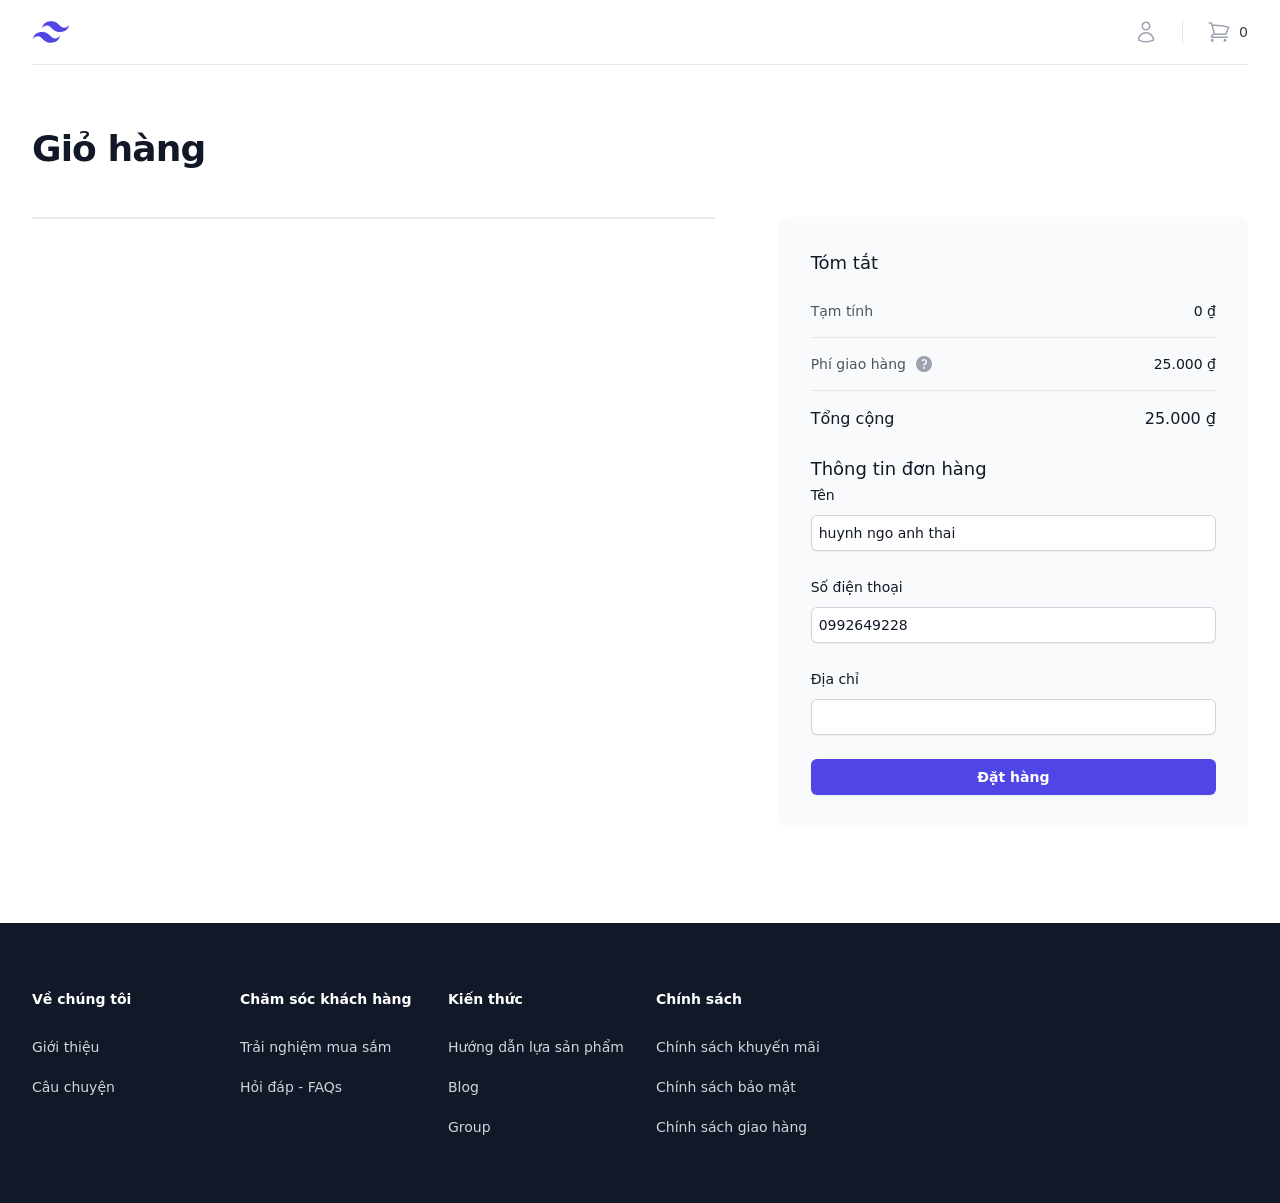 0
Giỏ hàng
Tóm tắt
Tạm tính 0 ₫
Phí giao hàng 25.000 ₫
Tổng cộng 25.000 ₫
Thông tin đơn hàng
Tên
huynh ngo anh thai
Số điện thoại
0992649228
Địa chỉ
Đặt hàng
Về chúng tôi
Giới thiệu
Câu chuyện
Chăm sóc khách hàng
Trải nghiệm mua sắm
Hỏi đáp - FAQs
Kiến thức
Hướng dẫn lựa sản phẩm
Blog
Group
Chính sách
Chính sách khuyến mãi
Chính sách bảo mật
Chính sách giao hàng